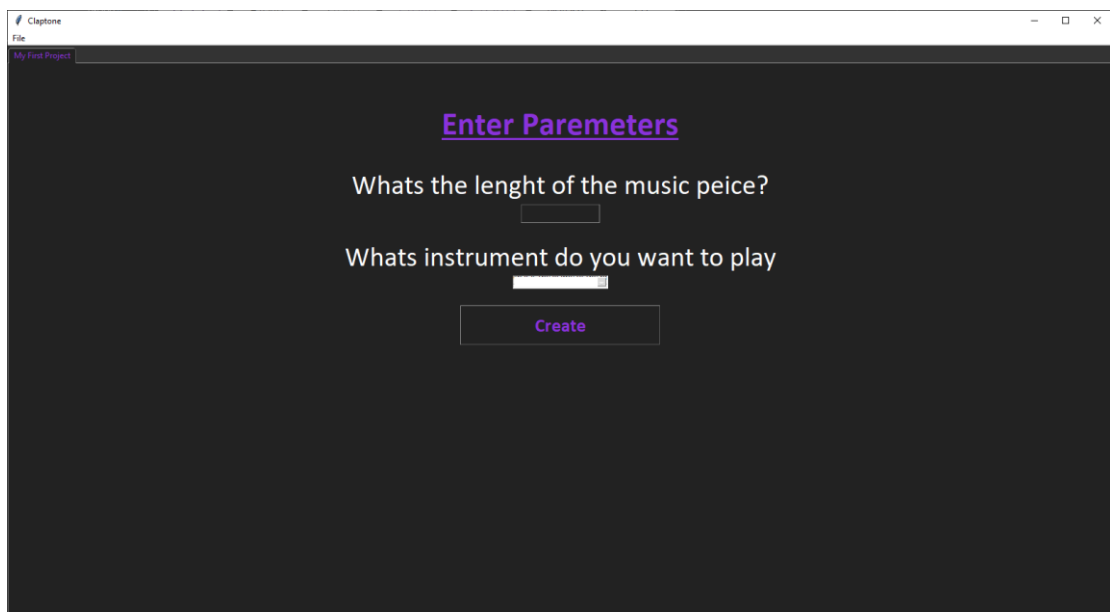 Claptone
File
My First Project
Enter Paremeters
Whats the lenght of the music peice?
Whats instrument do you want to play
Create